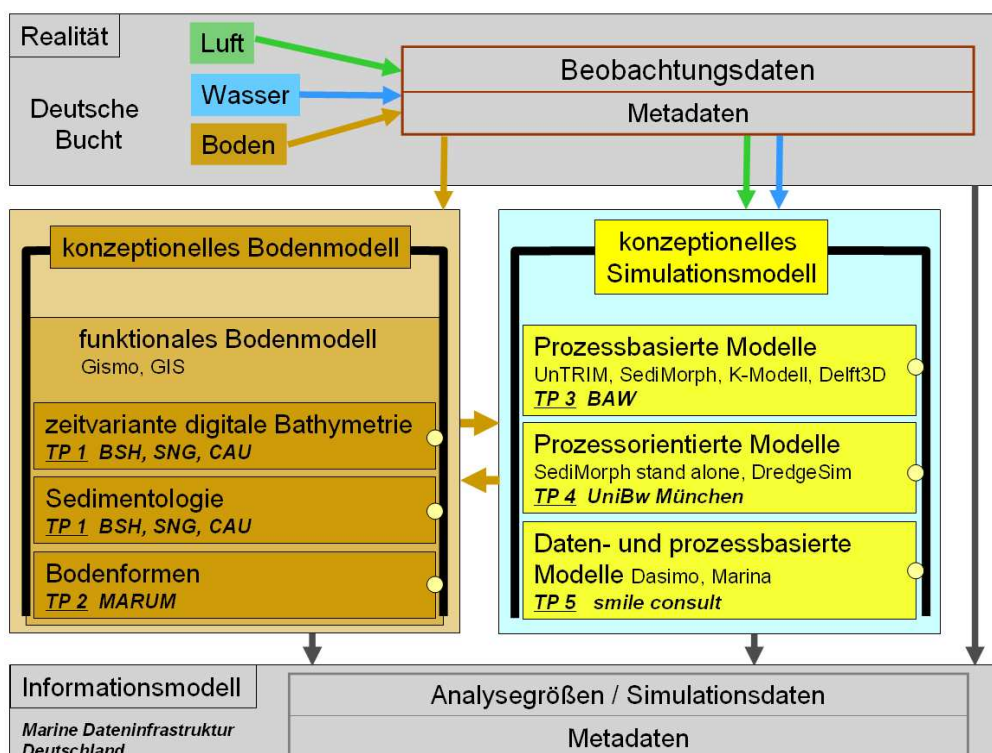 Realität
Luft
Wasser
Boden
Deutsche
Bucht
Beobachtungsdaten
Metadaten
konzeptionelles Bodenmodell
funktionales Bodenmodell
Gismo, GIS
zeitvariante digitale Bathymetrie
TP 1 BSH, SNG, CAU
Sedimentologie
TP 1 BSH, SNG, CAU
Bodenformen
TP 2 MARUM
konzeptionelles
Simulationsmodell
Prozessbasierte Modelle
UnTRIM, SediMorph, K-Modell, Delft3D
TP 3 BAW
Prozessorientierte Modelle
SediMorph stand alone, DredgeSim
TP 4 UniBw München
Daten- und prozessbasierte
Modelle Dasimo, Marina
TP 5 smile consult
Informationsmodell
Marine Dateninfrastruktur
Deutschland
Analysegrößen / Simulationsdaten
Metadaten